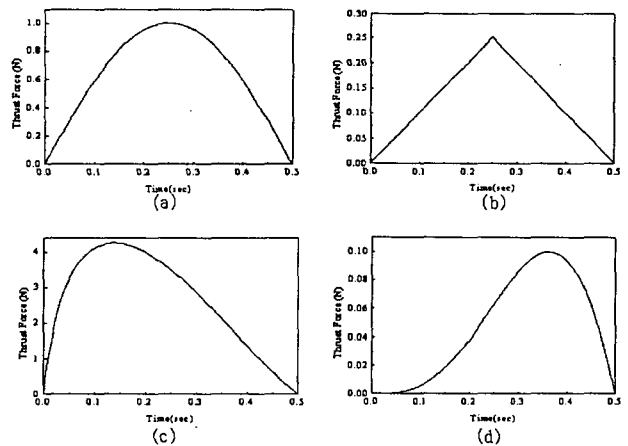 1.0
0.8
0.6
0.4
0.2
0.0
Thrust Force(N)
0.0 0.1 0.2 0.3 0.4 0.5
Time(sec)
(a)
0.30
0.25
0.20
0.15
0.10
0.05
0.00
Thrust Force(N)
0.0 0.1 0.2 0.3 0.4 0.5
Time(sec)
(b)
4
3
2
1
0
Thrust Force(N)
0.0 0.1 0.2 0.3 0.4 0.5
Time(sec)
(c)
0.10
0.08
0.06
0.04
0.02
0.00
Thrust Force(N)
0.0 0.1 0.2 0.3 0.4 0.5
Time(sec)
(d)